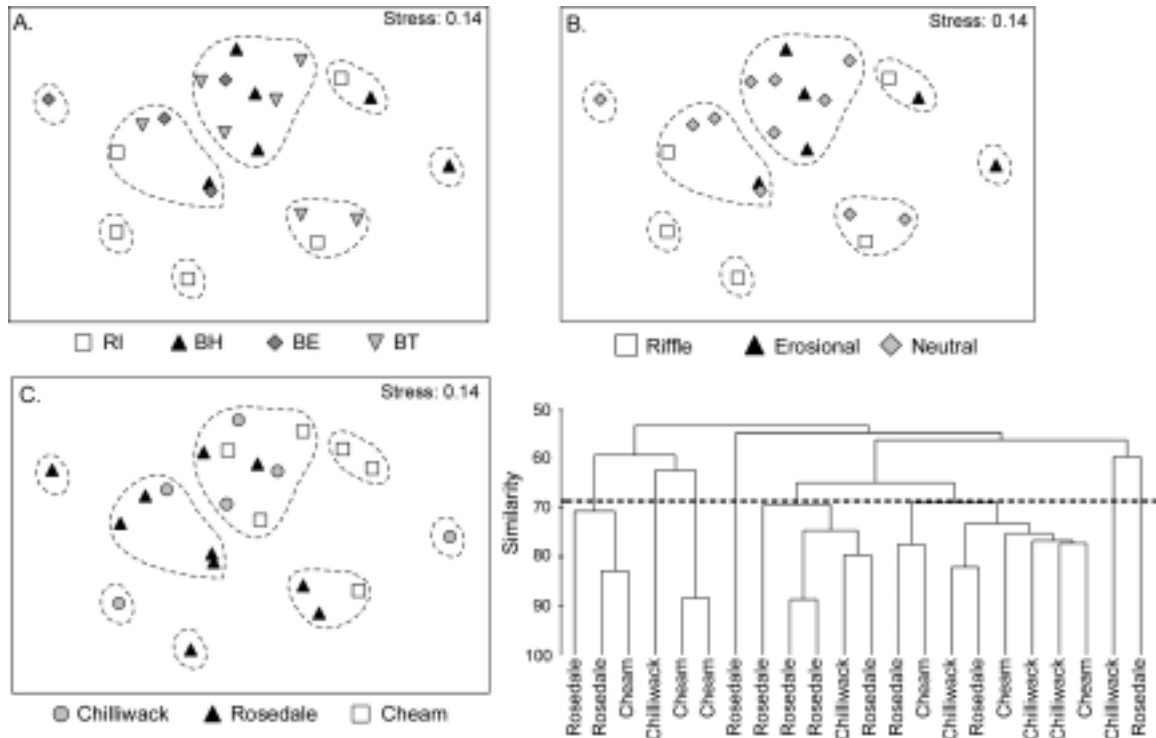 A.
Stress: 0.14
RI BH BE BT
B.
Stress: 0.14
Riffle Erosional Neutral
C.
Stress: 0.14
Chilliwack Rosedale Cheam
Similarity
50
60
70
80
90
100
Rosedale
Rosedale
Cheam
Chilliwack
Cheam
Cheam
Rosedale
Rosedale
Rosedale
Rosedale
Chilliwack
Rosedale
Rosedale
Cheam
Chilliwack
Rosedale
Cheam
Chilliwack
Chilliwack
Cheam
Chilliwack
Rosedale